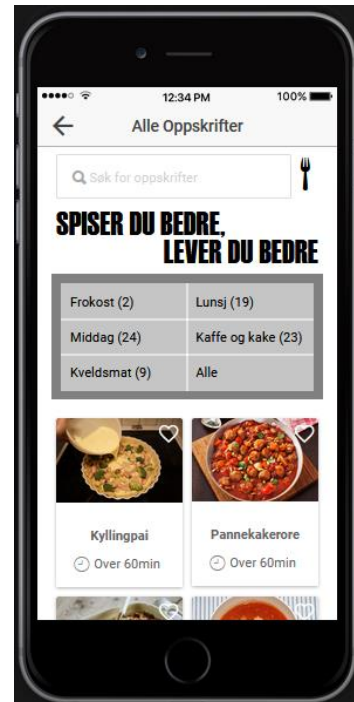 12:34 PM
100%
Alle Oppskrifter
Søk for oppskrifter
SPISER DU BEDRE,
LEVER DU BEDRE
Frokost (2)
Lunsj (19)
Middag (24)
Kaffe og kake (23)
Kveldsmat (9)
Alle
Kyllingpai
Pannekakerore
Over 60min
Over 60min